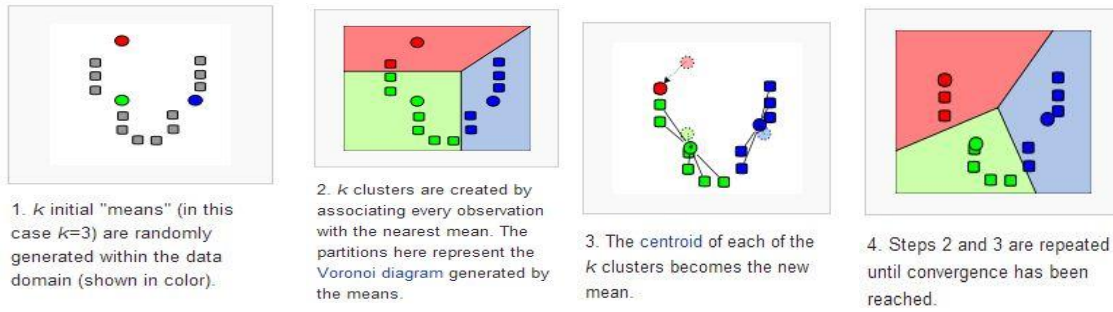 1. k initial "means" (in this
case k=3) are randomly
generated within the data
domain (shown in color).
2. k clusters are created by
associating every observation
with the nearest mean. The
partitions here represent the
Voronoi diagram generated by
the means.
3. The centroid of each of the
k clusters becomes the new
mean.
4. Steps 2 and 3 are repeated
until convergence has been
reached.